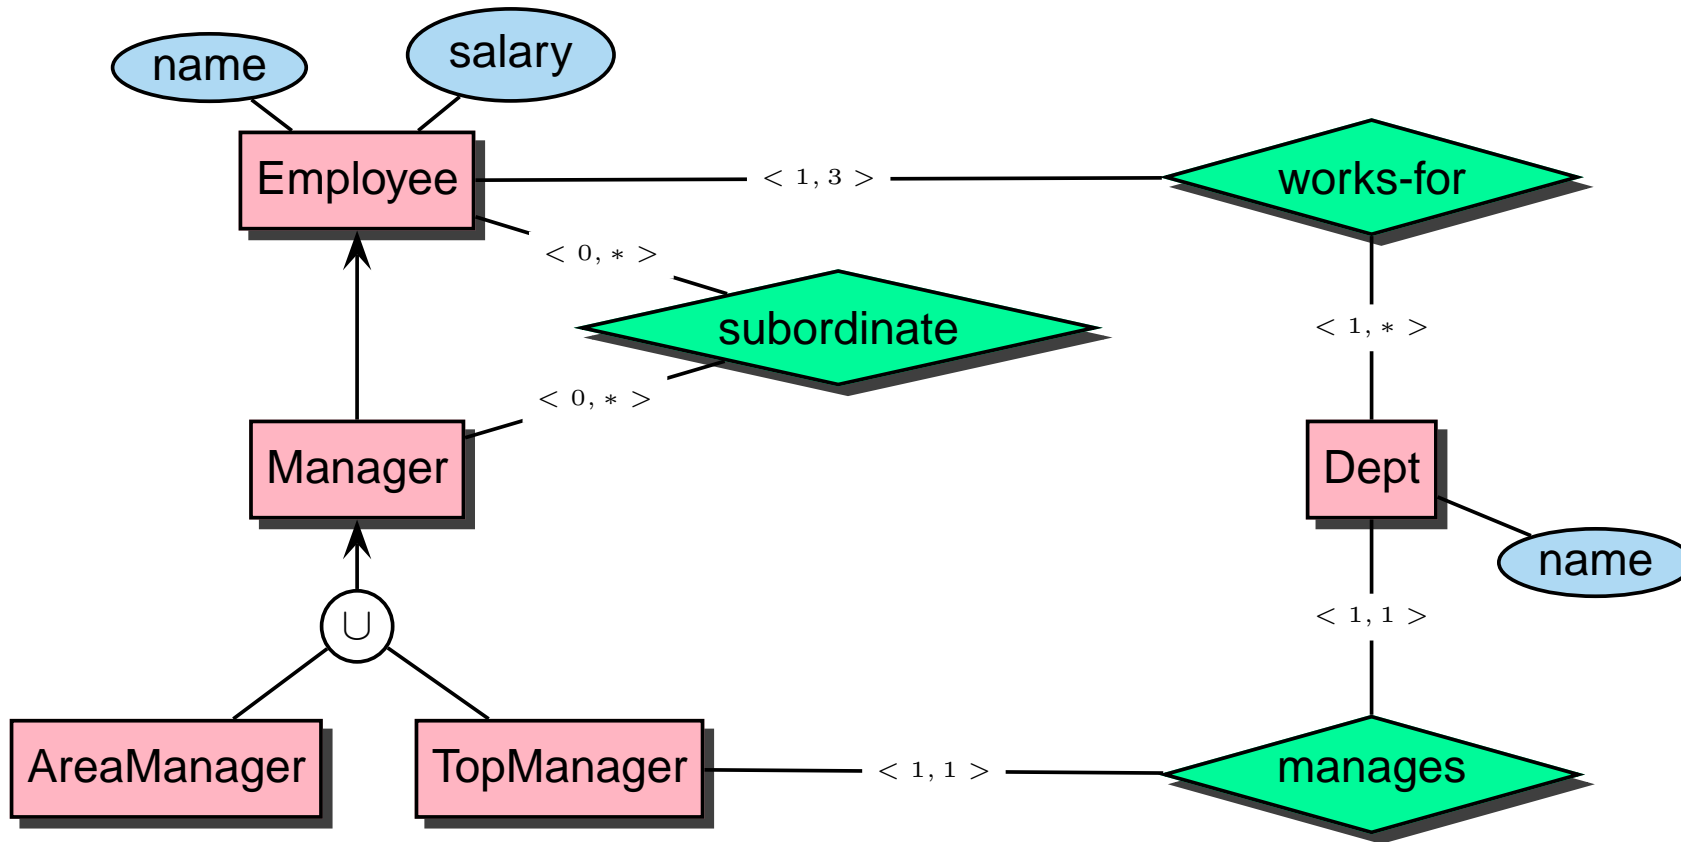 name
salary
Employee
< 1, 3 >
works-for
< 0, * >
subordinate
< 1, * >
< 0, * >
Manager
Dept
name
∪
< 1, 1 >
AreaManager
TopManager
< 1, 1 >
manages